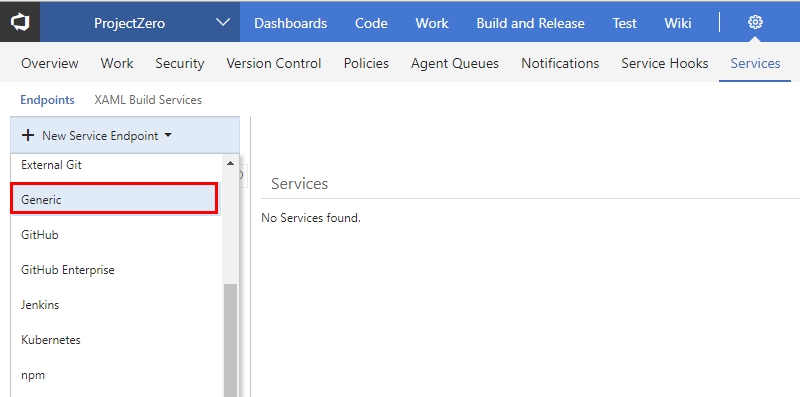 ProjectZero Dashboards Code Work Build and Release Test Wiki
Overview Work Security Version Control Policies Agent Queues Notifications Service Hooks Services
Endpoints XAML Build Services
+ New Service Endpoint
External Git
Generic
GitHub
GitHub Enterprise
Jenkins
Kubernetes
npm
Services
No Services found.